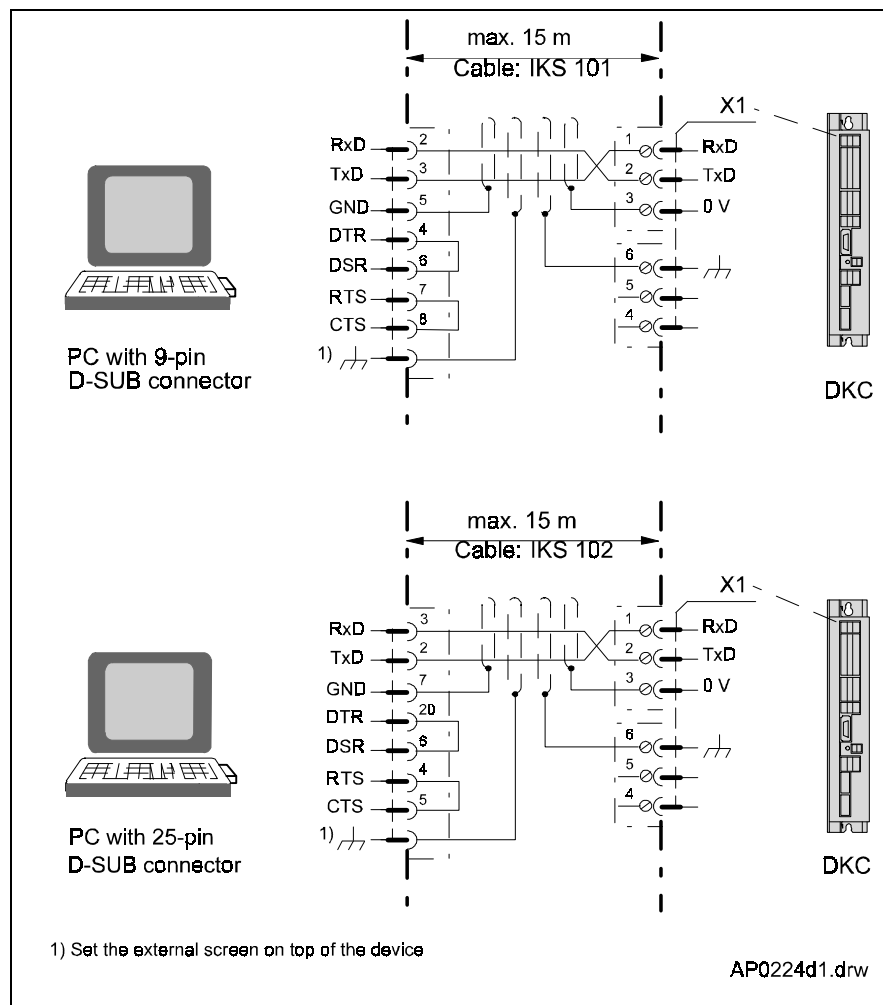 max. 15 m
Cable: IKS 101
X1
RxD 2 1 RxD
TxD 3 2 TxD
GND 5 3 0 V
DTR 4
DSR 6 6
RTS 7 5
CTS 8 4
1)
PC with 9-pin
D-SUB connector
DKC
max. 15 m
Cable: IKS 102
X1
RxD 3 1 RxD
TxD 2 2 TxD
GND 7 3 0 V
DTR 20
DSR 6 6
RTS 4 5
CTS 5 4
1)
PC with 25-pin
D-SUB connector
DKC
1) Set the external screen on top of the device
AP0224d1.drw